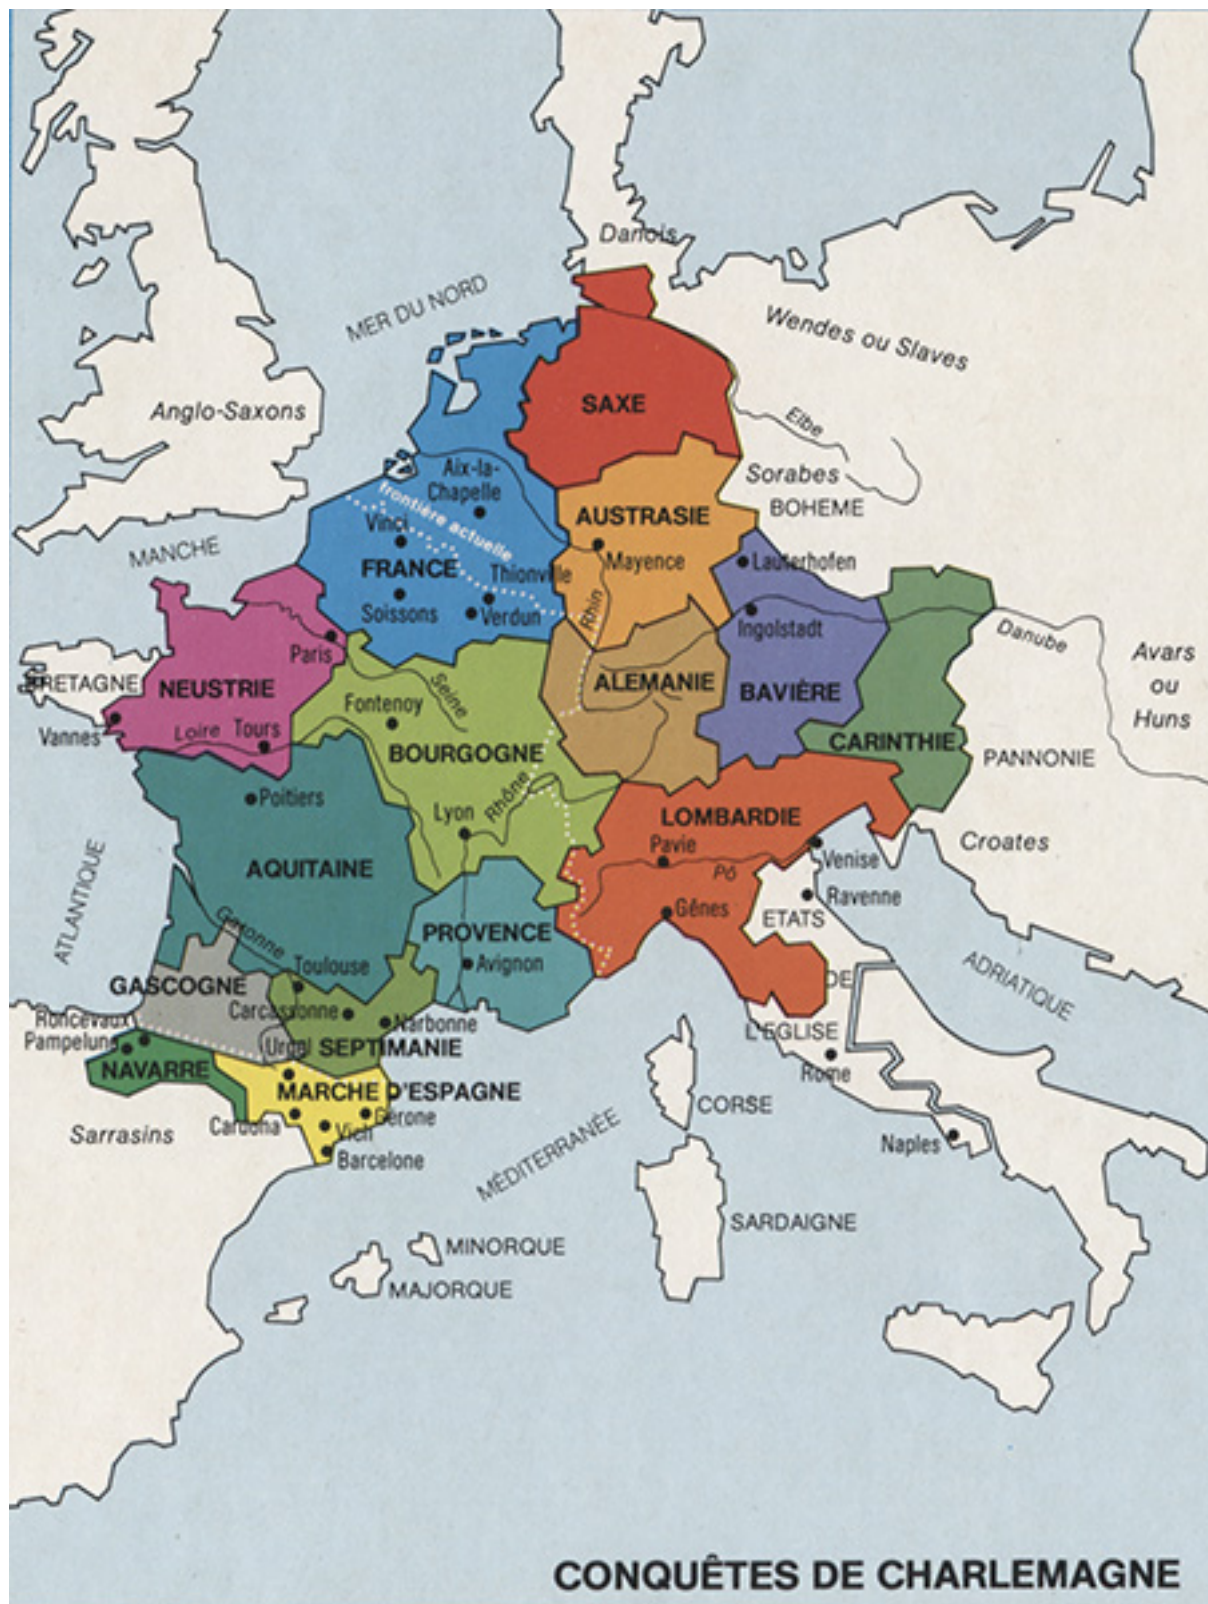 Danois
MER DU NORD
Wendes ou Slaves
SAXE
Anglo-Saxons
Elbe
Aix-la-
Chapelle
Sorabes
BOHEME
frontière actuelle
Vinci
AUSTRASIE
MANCHE
FRANCE
Thionville
Mayence
Lauterhofen
Soissons
Verdun
Rhin
Ingolstadt
Danube
Paris
Avars
ou
Huns
BRETAGNE
NEUSTRIE
Seine
ALEMANIE
BAVIÈRE
Fontenoy
Vannes
Loire
Tours
BOURGOGNE
CARINTHIE
PANNONIE
Poitiers
Lyon
Rhône
LOMBARDIE
Pavie
Croates
Venise
AQUITAINE
Pô
Ravenne
ATLANTIQUE
Gênes
ETATS
Garonne
PROVENCE
Toulouse
Avignon
DE
ADRIATIQUE
GASCOGNE
Carcassonne
Narbonne
Roncevaux
Pampelune
L'EGLISE
Urgel
SEPTIMANIE
NAVARRE
Rome
MARCHE D'ESPAGNE
CORSE
Cardona
Gérone
Vich
Sarrasins
Barcelone
MÉDITERRANÉE
Naples
SARDAIGNE
MINORQUE
MAJORQUE
CONQUÊTES DE CHARLEMAGNE